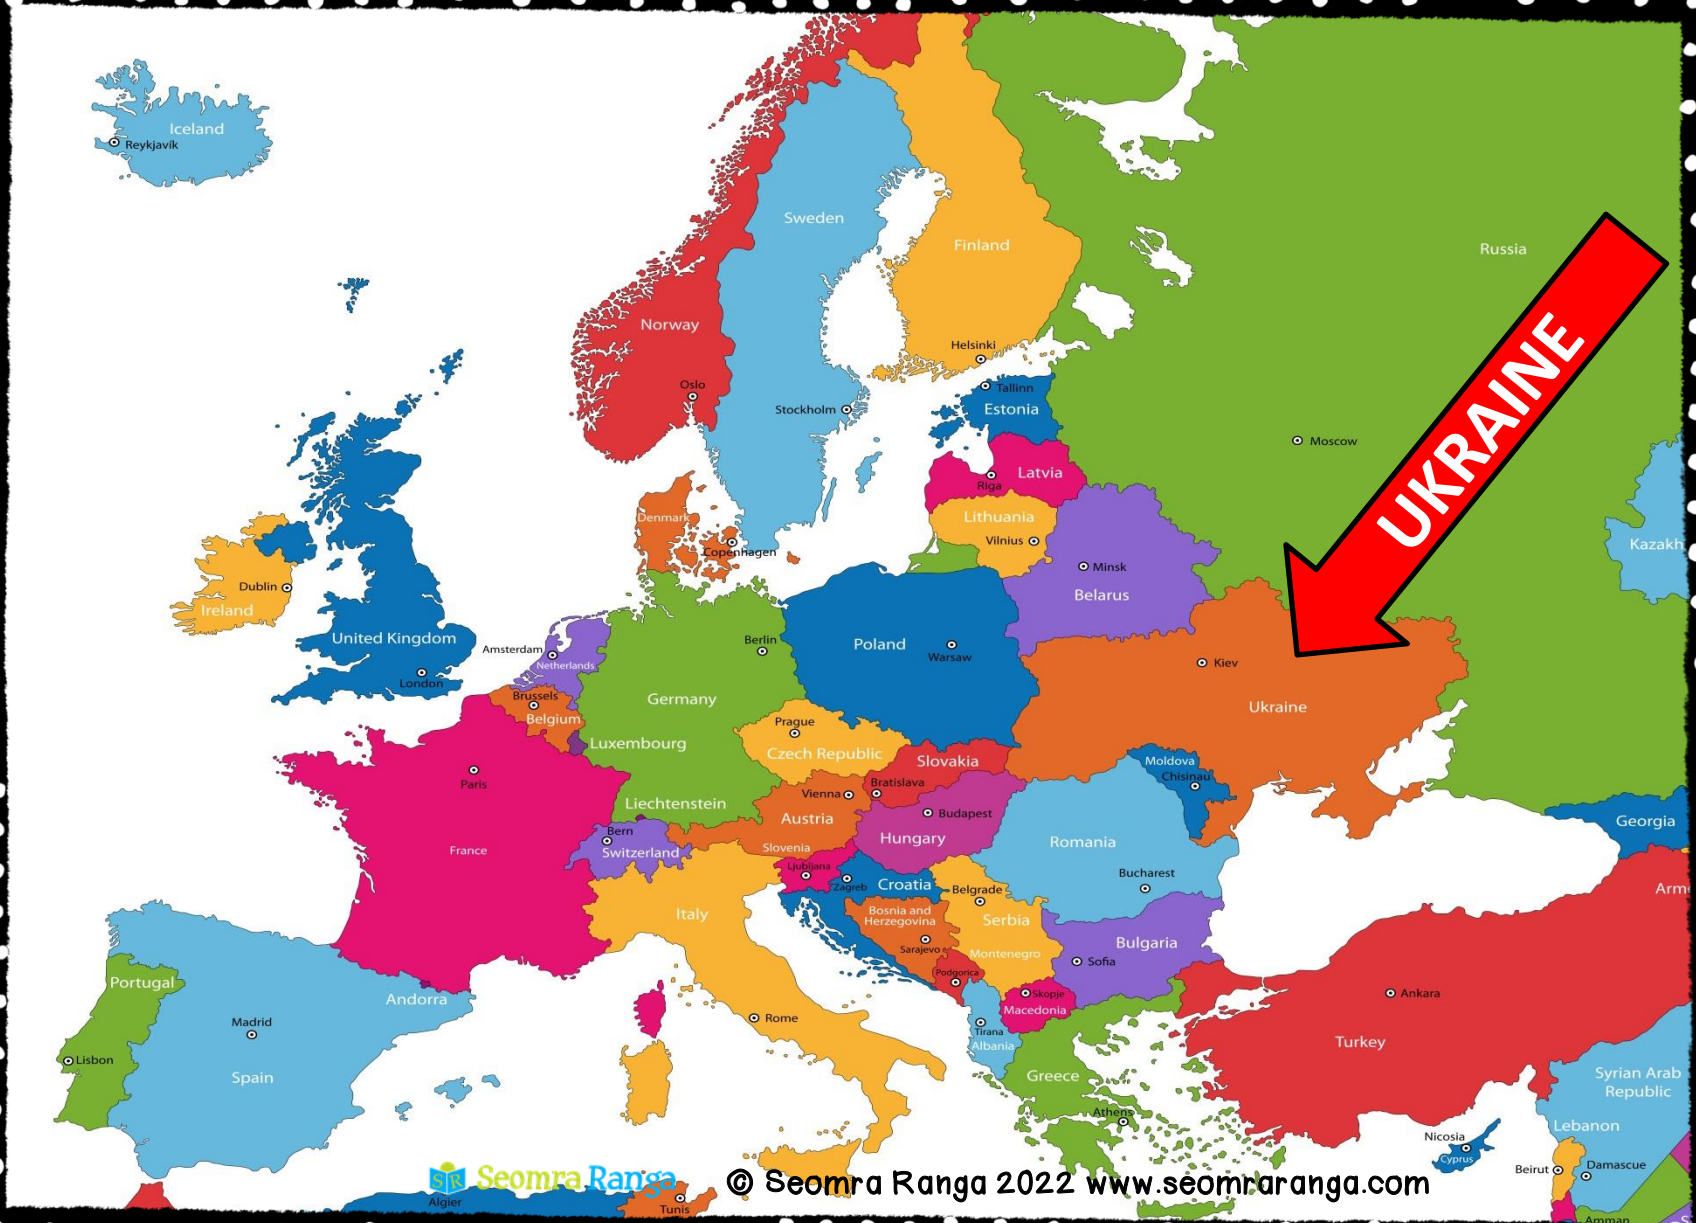 Iceland
Reykjavík
Sweden
Finland
Russia
Norway
Helsinki
Oslo
Tallinn
Stockholm
Estonia
UKRAINE
Moscow
Latvia
Riga
Denmark
Lithuania
Vilnius
Copenhagen
Kazakh
Minsk
Dublin
Belarus
Ireland
United Kingdom
Berlin
Poland
Amsterdam
Warsaw
Netherlands
Kiev
London
Brussels
Germany
Ukraine
Belgium
Prague
Luxembourg
Czech Republic
Slovakia
Moldova
Chisinau
Paris
Bratislava
Vienna
Liechtenstein
Budapest
Austria
Georgia
Bern
Hungary
Romania
France
Switzerland
Slovenia
Ljubljana
Bucharest
Zagreb
Croatia
Belgrade
Arme
Italy
Bosnia and
Herzegovina
Serbia
Bulgaria
Sarajevo
Montenegro
Sofia
Podgorica
Portugal
Skopje
Ankara
Andorra
Macedonia
Madrid
Rome
Tirana
Albania
Turkey
Lisbon
Spain
Greece
Syrian Arab
Republic
Athens
Lebanon
Nicosia
Cyprus
Beirut
Damascue
SR Seomra Ranga
© Seomra Ranga 2022 www.seomraranga.com
Algier
Tunis
Amman